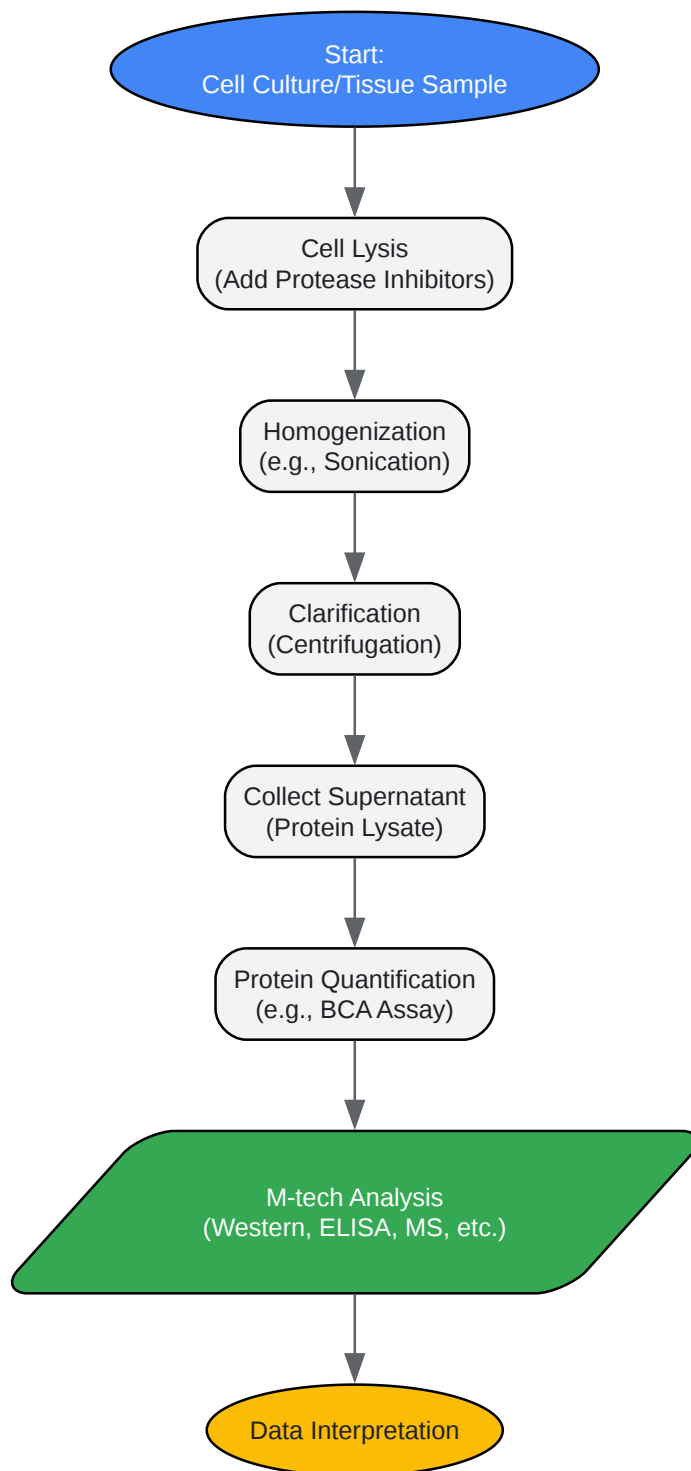 Start:
Cell Culture/Tissue Sample
Cell Lysis
(Add Protease Inhibitors)
Homogenization
(e.g., Sonication)
Clarification
(Centrifugation)
Collect Supernatant
(Protein Lysate)
Protein Quantification
(e.g., BCA Assay)
M-tech Analysis
(Western, ELISA, MS, etc.)
Data Interpretation